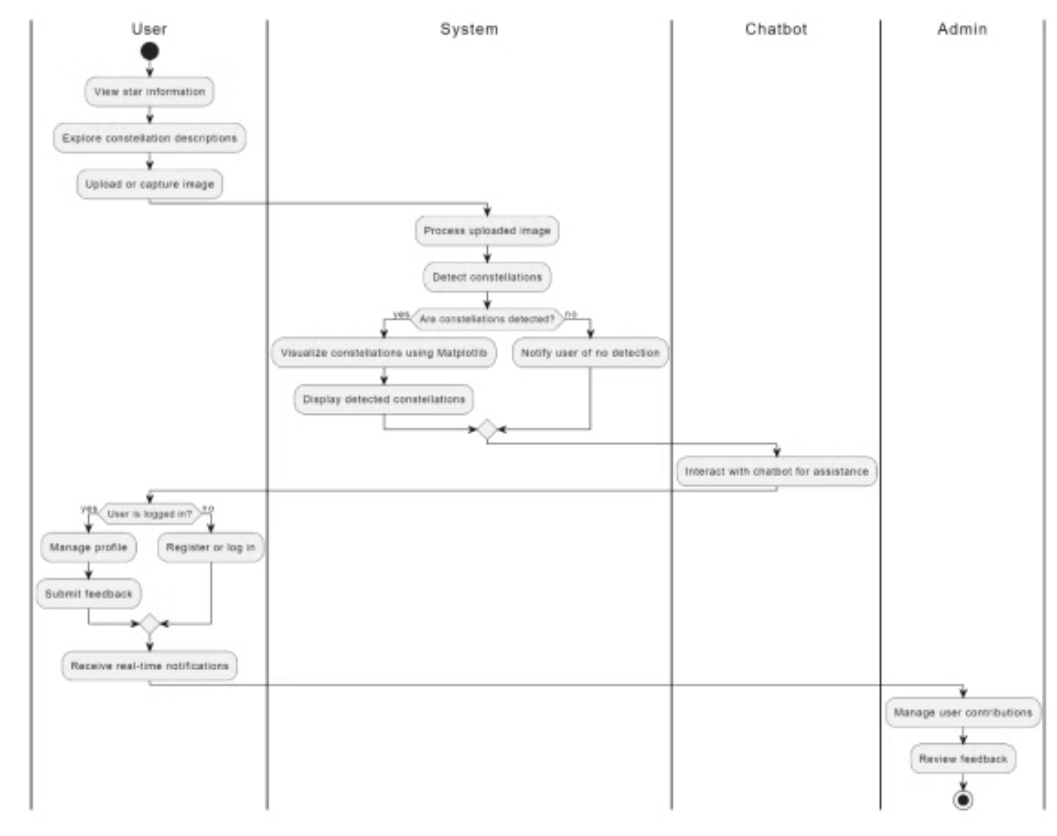 User
System
Chatbot
Admin
View star information
Explore constellation descriptions
Upload or capture image
Process uploaded image
Detect constellations
yes
Are constellations detected?
no
Visualize constellations using Matplotlib
Notify user of no detection
Display detected constellations
Interact with chatbot for assistance
yes
User is logged in?
no
Manage profile
Register or log in
Submit feedback
Receive real-time notifications
Manage user contributions
Review feedback